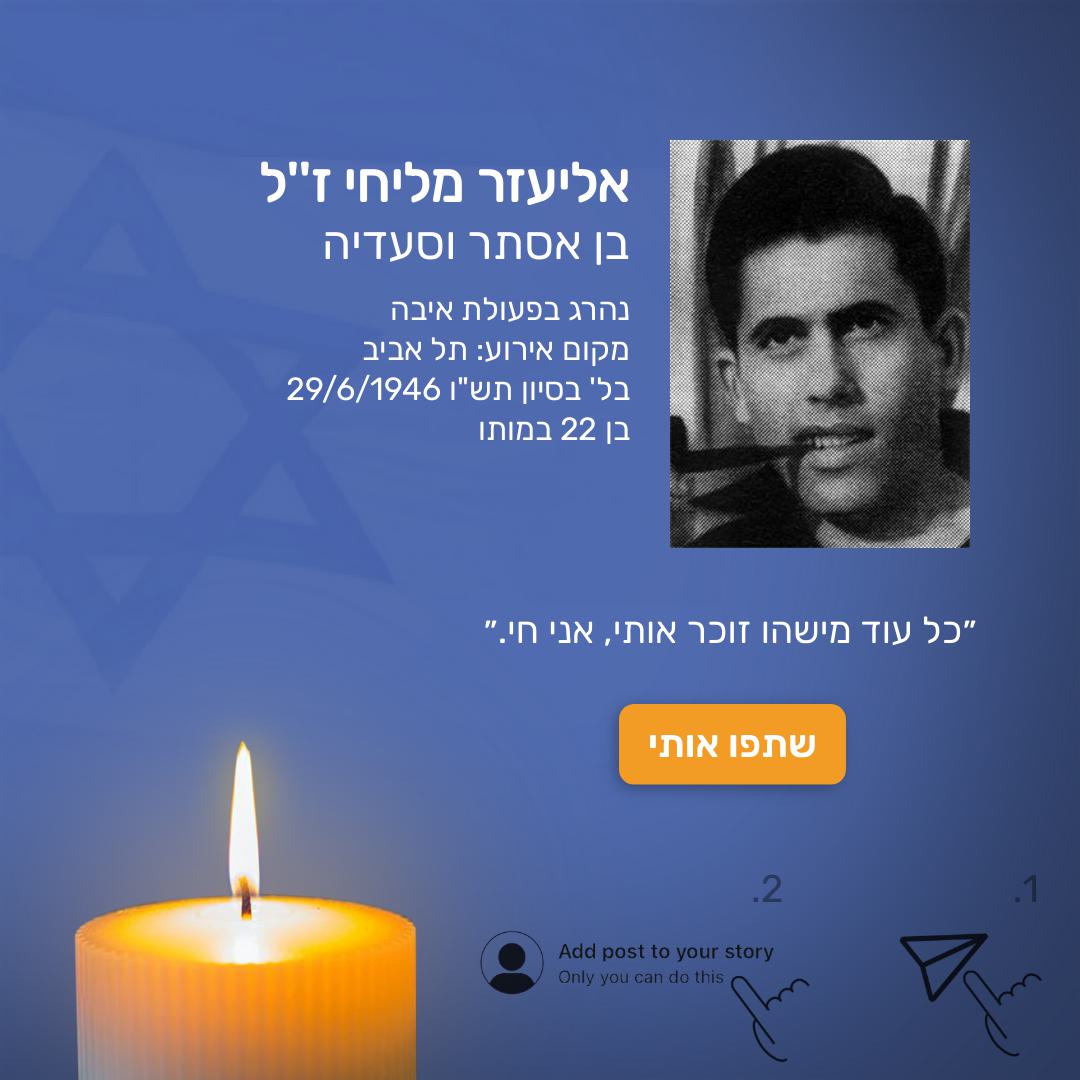 אליעזר מליחי ז"ל
בן אסתר וסעדיה
נהרג בפעולת איבה
מקום אירוע: תל אביב
בל' בסיון תש"ו 29/6/1946
בן 22 במותו
״כל עוד מישהו זוכר אותי, אני חי.״
שתפו אותי
1.
2.
Add post to your story
Only you can do this